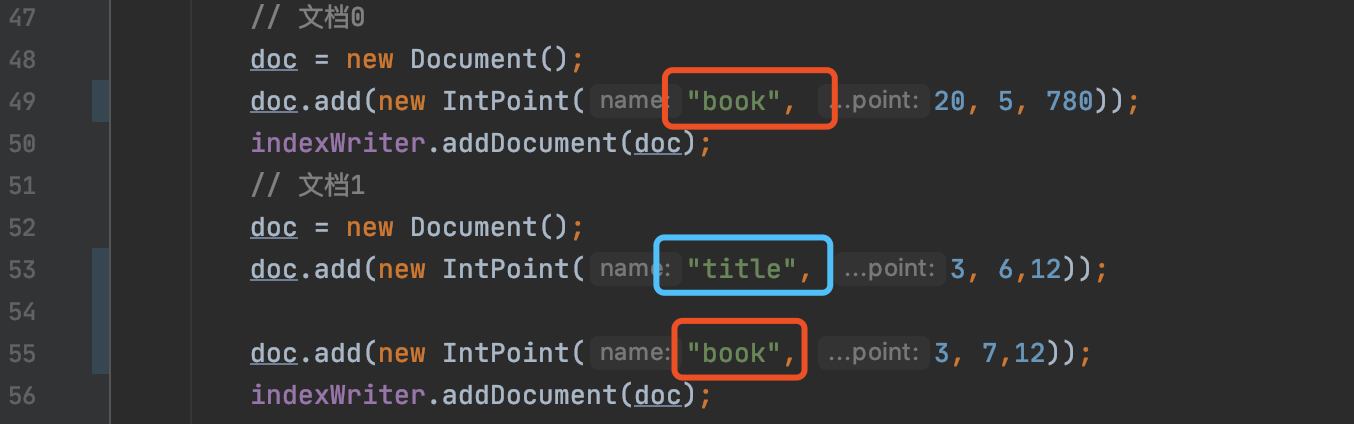 47 // 文档0
48 doc = new Document();
49 doc.add(new IntPoint( name: "book", ...point: 20, 5, 780));
50 indexWriter.addDocument(doc);
51 // 文档1
52 doc = new Document();
53 doc.add(new IntPoint( name: "title", ...point: 3, 6,12));
54
55 doc.add(new IntPoint( name: "book", ...point: 3, 7,12));
56 indexWriter.addDocument(doc);